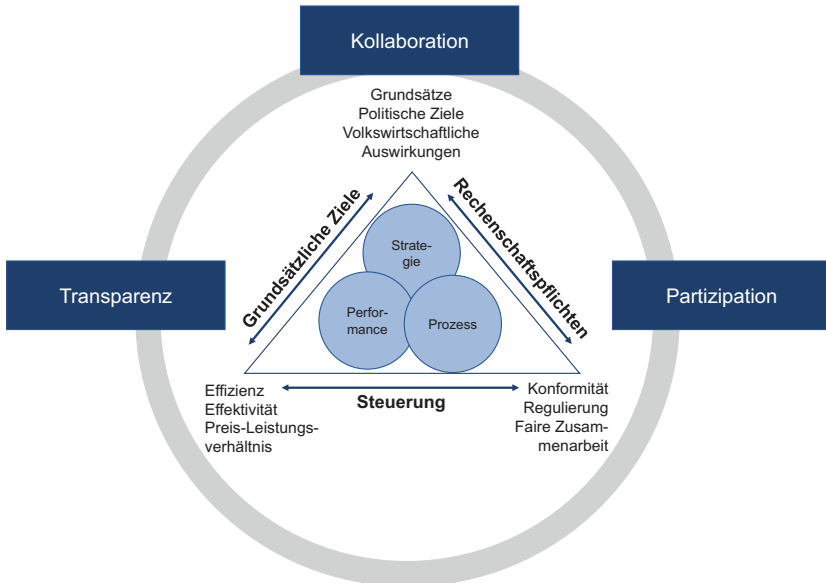 Kollaboration
Grundsätze
Politische Ziele
Volkswirtschaftliche
Auswirkungen
Grundsätzliche Ziele
Rechenschaftspflichten
Strate-
gie
Transparenz
Partizipation
Perfor-
mance
Prozess
Effizienz
Effektivität
Preis-Leistungs-
verhältnis
Steuerung
Konformität
Regulierung
Faire Zusam-
menarbeit